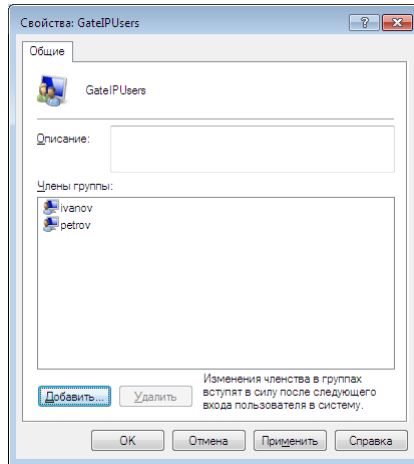 Свойства: GateIPUsers
Общие
GateIPUsers
Описание:
Члены группы:
ivanov
petrov
Добавить...
Удалить
Изменения членства в группах
вступят в силу после следующего
входа пользователя в систему.
OK
Отмена
Применить
Справка